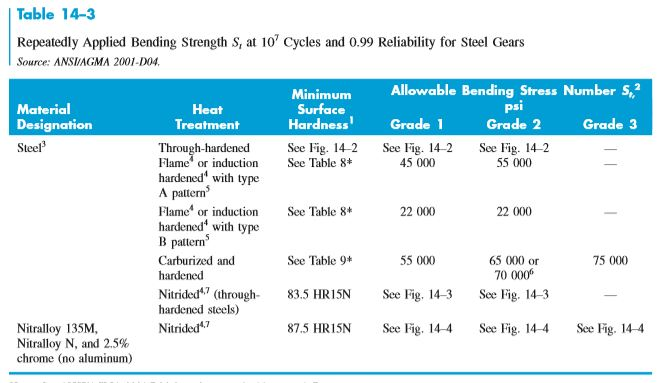 Table 14–3
Repeatedly Applied Bending Strength Sₜ at 10⁷ Cycles and 0.99 Reliability for Steel Gears
Source: ANSI/AGMA 2001-D04.
Minimum Allowable Bending Stress Number Sₜ,²
Material Heat Surface psi
Designation Treatment Hardness¹ Grade 1 Grade 2 Grade 3
Steel³ Through-hardened See Fig. 14–2 See Fig. 14–2 See Fig. 14–2 —
Flame⁴ or induction See Table 8* 45 000 55 000 —
hardened⁴ with type
A pattern⁵
Flame⁴ or induction See Table 8* 22 000 22 000 —
hardened⁴ with type
B pattern⁵
Carburized and See Table 9* 55 000 65 000 or 75 000
hardened 70 000⁶
Nitrided⁴,⁷ (through- 83.5 HR15N See Fig. 14–3 See Fig. 14–3 —
hardened steels)
Nitralloy 135M, Nitrided⁴,⁷ 87.5 HR15N See Fig. 14–4 See Fig. 14–4 See Fig. 14–4
Nitralloy N, and 2.5%
chrome (no aluminum)